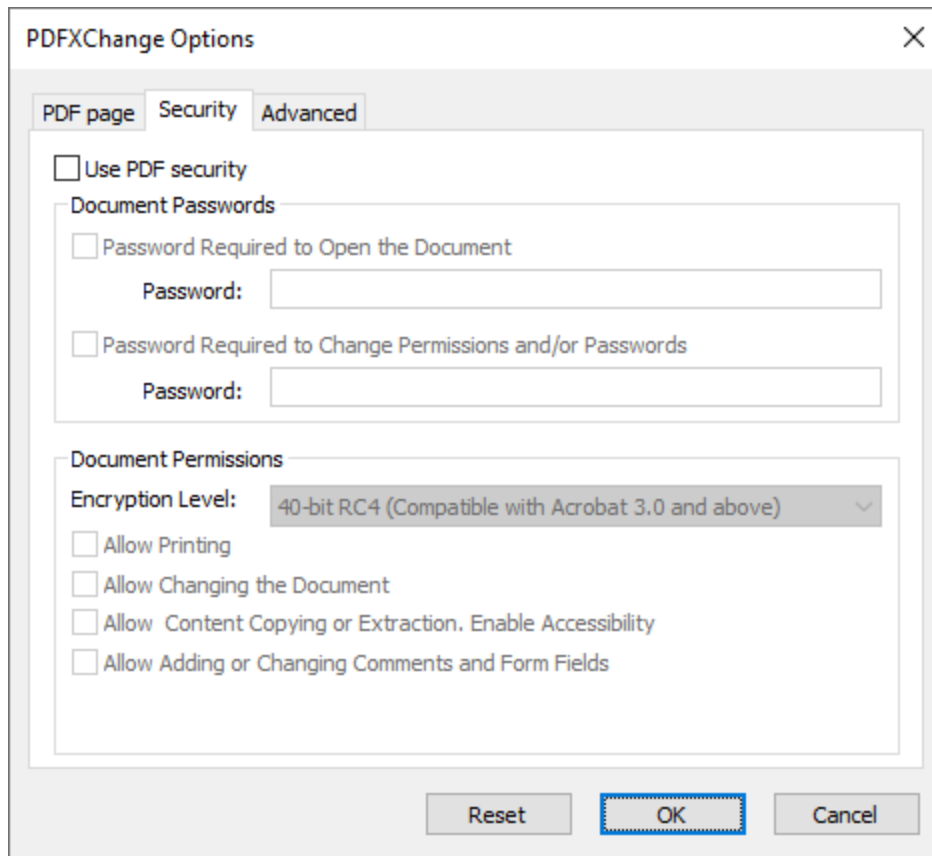 PDFXChange Options
PDF page Security Advanced
Use PDF security
Document Passwords
Password Required to Open the Document
Password:
Password Required to Change Permissions and/or Passwords
Password:
Document Permissions
Encryption Level: 40-bit RC4 (Compatible with Acrobat 3.0 and above)
Allow Printing
Allow Changing the Document
Allow  Content Copying or Extraction. Enable Accessibility
Allow Adding or Changing Comments and Form Fields
Reset OK Cancel